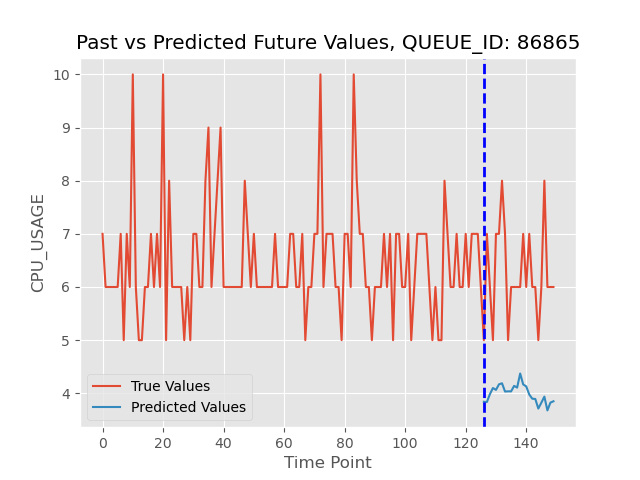 Past vs Predicted Future Values, QUEUE_ID: 86865
10
9
8
7
6
5
4
CPU_USAGE
True Values
Predicted Values
0 20 40 60 80 100 120 140
Time Point